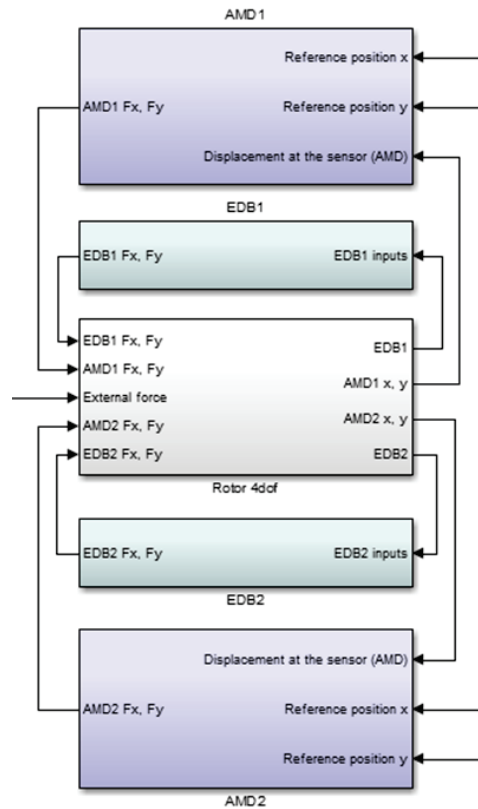 AMD1
Reference position x
AMD1 Fx, Fy
Reference position y
Displacement at the sensor (AMD)
EDB1
EDB1 Fx, Fy
EDB1 inputs
EDB1 Fx, Fy
EDB1
AMD1 Fx, Fy
AMD1 x, y
External force
AMD2 Fx, Fy
AMD2 x, y
EDB2 Fx, Fy
EDB2
Rotor 4dof
EDB2 Fx, Fy
EDB2 inputs
EDB2
Displacement at the sensor (AMD)
AMD2 Fx, Fy
Reference position x
Reference position y
AMD2